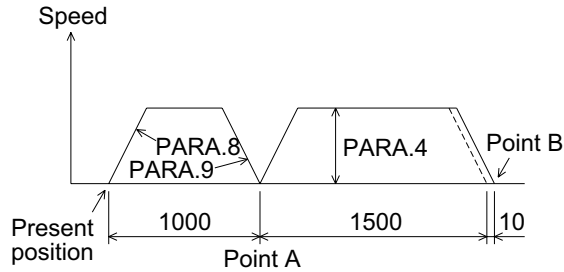 Speed
PARA.8
PARA.9
PARA.4
Point B
Present
position
1000
1500
10
Point A